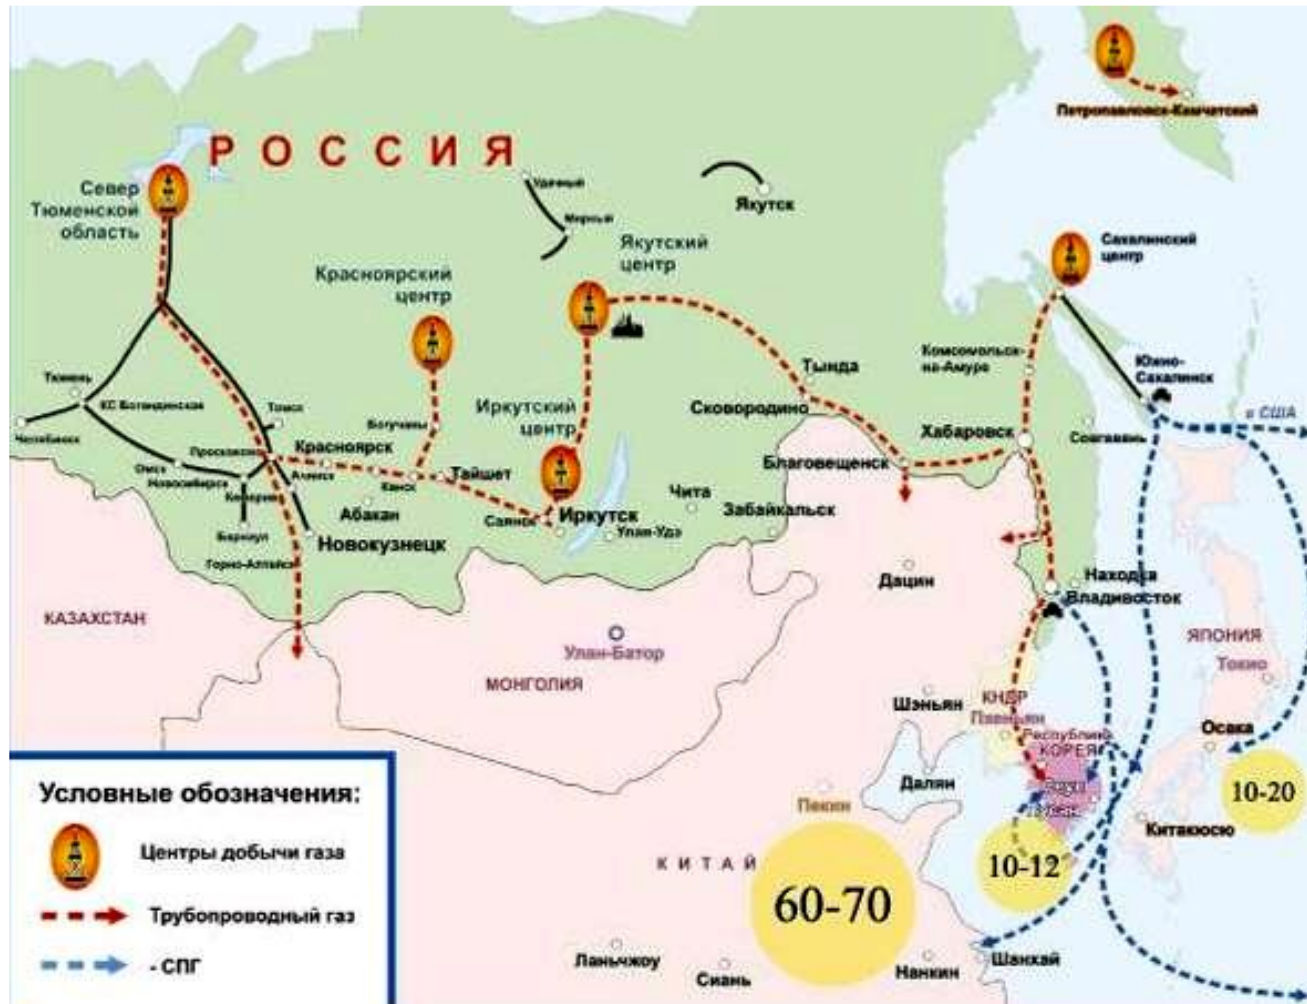 Петропавловск-Камчатский
РОССИЯ
Север
Тюменской
область
Удачный
Мирный
Якутск
Якутский
центр
Сахалинский
центр
Красноярский
центр
Комсомольск-
на-Амуре
Южно-
Сахалинск
Тында
Тюмень
КС Богандинская
Томск
Богучаны
Иркутский
центр
Сковородино
в США
Челябинск
Проскоково
Красноярск
Хабаровск
Совгавань
Омск
Новосибирск
Кемерово
Ачинск
Канск
Тайшет
Благовещенск
Абакан
Саянск
Иркутск
Чита
Забайкальск
Барнаул
Новокузнецк
Улан-Удэ
Горно-Алтайск
Дацин
Находка
Владивосток
КАЗАХСТАН
Улан-Батор
ЯПОНИЯ
Токио
МОНГОЛИЯ
Шэньян
КНДР
Пхеньян
Республика
КОРЕЯ
Осака
Далян
Сеул
10-20
Пекин
Китакюсю
КИТАЙ
10-12
60-70
Ланьчжоу
Сиань
Нанкин
Шанхай
Условные обозначения:
Центры добычи газа
Трубопроводный газ
- СПГ